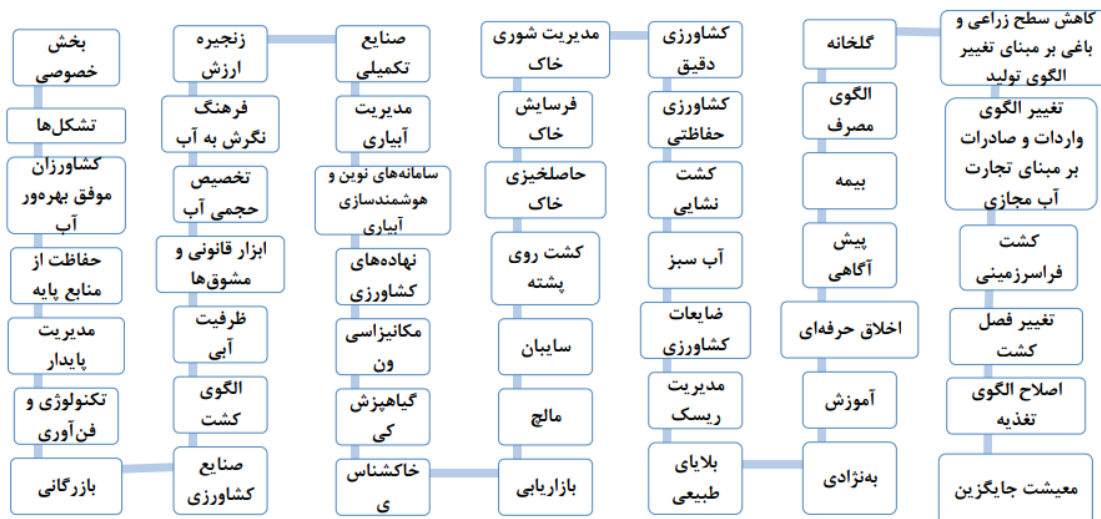 کاهش سطح زراعی و
باغی بر مبنای تغییر
الگوی تولید
تغییر الگوی
واردات و صادرات
بر مبنای تجارت
آب مجازی
کشت
فراسرزمینی
تغییر فصل
کشت
اصلاح الگوی
تغذیه
معیشت جایگزین
گلخانه
الگوی
مصرف
بیمه
پیش
آگاهی
اخلاق حرفه‌ای
آموزش
به‌نژادی
کشاورزی
دقیق
کشاورزی
حفاظتی
کشت
نشایی
آب سبز
ضایعات
کشاورزی
مدیریت
ریسک
بلایای
طبیعی
مدیریت شوری
خاک
فرسایش
خاک
حاصلخیزی
خاک
کشت روی
پشته
سایبان
مالچ
بازاریابی
صنایع
تکمیلی
مدیریت
آبیاری
سامانه‌های نوین و
هوشمندسازی
آبیاری
نهاده‌های
کشاورزی
مکانیزاسی
ون
گیاهپزش
کی
خاکشناس
ی
زنجیره
ارزش
فرهنگ
نگرش به آب
تخصیص
حجمی آب
ابزار قانونی و
مشوق‌ها
ظرفیت
آبی
الگوی
کشت
صنایع
کشاورزی
بخش
خصوصی
تشکل‌ها
کشاورزان
موفق بهره‌ور
آب
حفاظت از
منابع پایه
مدیریت
پایدار
تکنولوژی و
فن‌آوری
بازرگانی